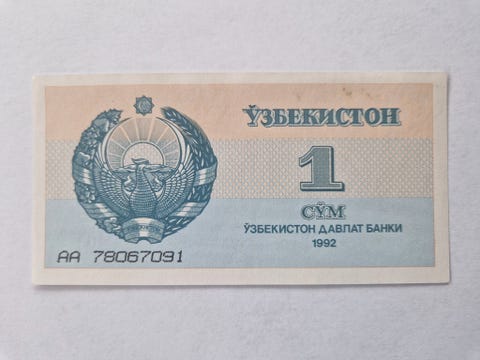 ЎЗБЕКИСТОН
1
СЎМ
ЎЗБЕКИСТОН ДАВЛАТ БАНКИ
1992
АА 78067091